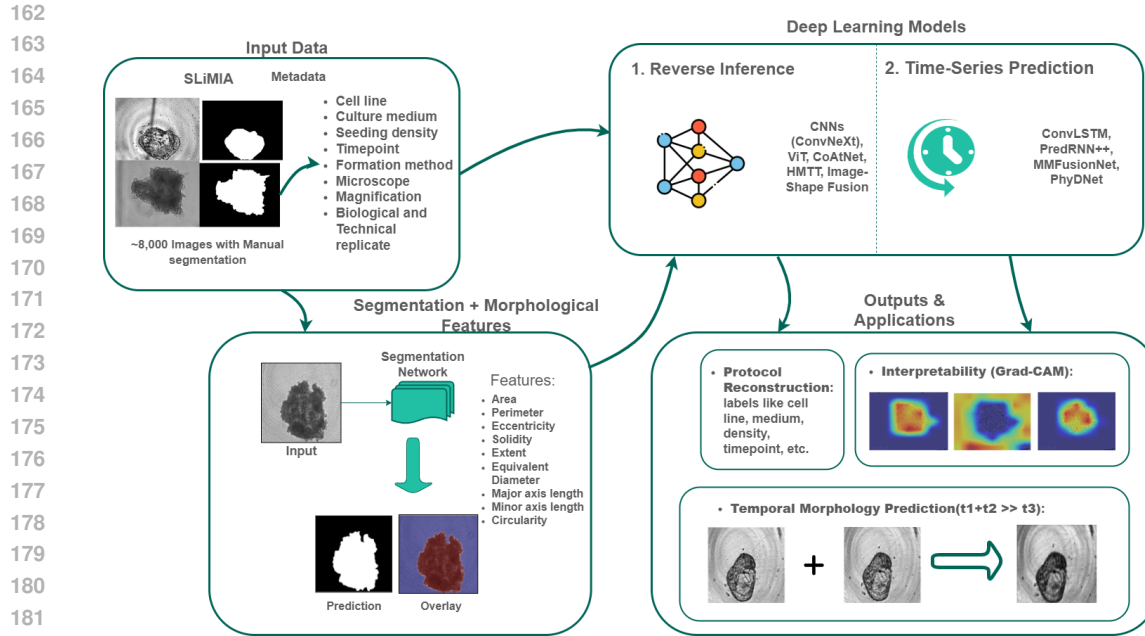 162
163
164
165
166
167
168
169
170
171
172
173
174
175
176
177
178
179
180
181
Input Data
SLiMIA
Metadata
• Cell line
• Culture medium
• Seeding density
• Timepoint
• Formation method
• Microscope
• Magnification
• Biological and
Technical
replicate
~8,000 Images with Manual
segmentation
Deep Learning Models
1. Reverse Inference
CNNs
(ConvNeXt),
ViT, CoAtNet,
HMTT, Image-
Shape Fusion
2. Time-Series Prediction
ConvLSTM,
PredRNN++,
MMFusionNet,
PhyDNet
Segmentation + Morphological
Features
Segmentation
Network
Input
Features:
• Area
• Perimeter
• Eccentricity
• Solidity
• Extent
• Equivalent
Diameter
• Major axis length
• Minor axis length
• Circularity
Prediction
Overlay
Outputs &
Applications
• Protocol
Reconstruction:
labels like cell
line, medium,
density,
timepoint, etc.
• Interpretability (Grad-CAM):
• Temporal Morphology Prediction(t1+t2 >> t3):
+